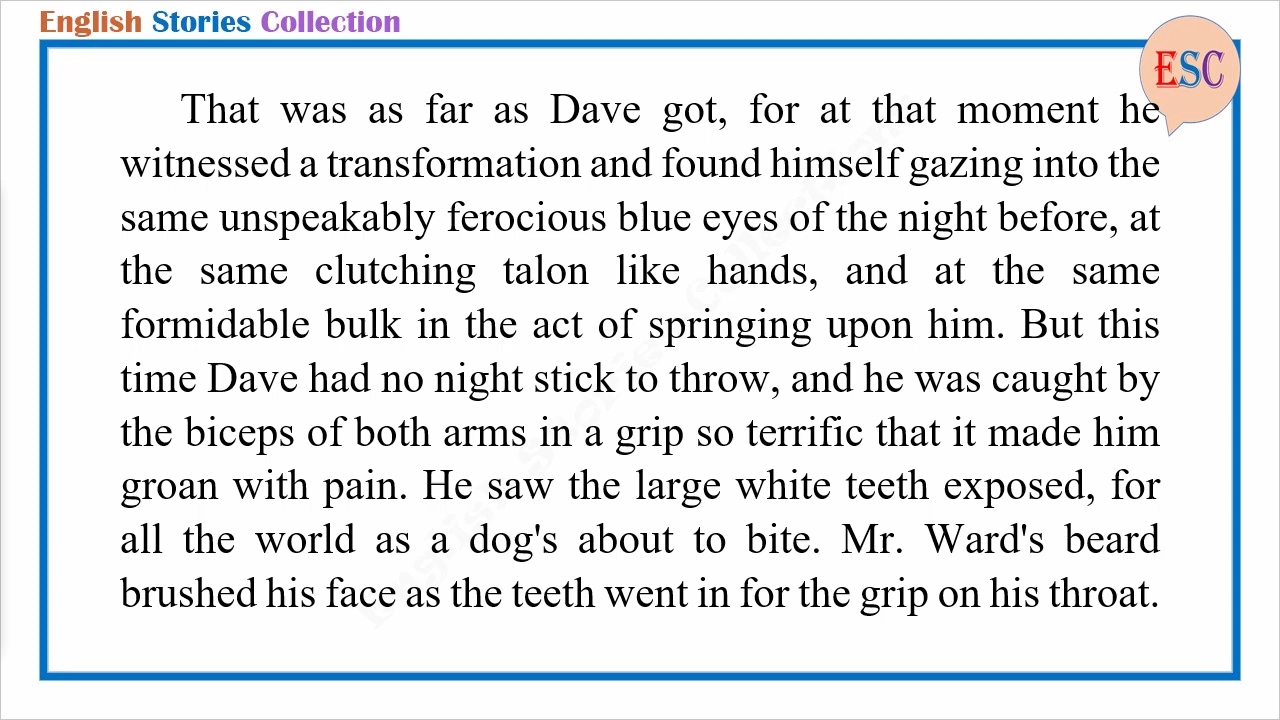 English Stories Collection
ESC
That was as far as Dave got, for at that moment he
witnessed a transformation and found himself gazing into the
same unspeakably ferocious blue eyes of the night before, at
the same clutching talon like hands, and at the same
formidable bulk in the act of springing upon him. But this
time Dave had no night stick to throw, and he was caught by
the biceps of both arms in a grip so terrific that it made him
groan with pain. He saw the large white teeth exposed, for
all the world as a dog's about to bite. Mr. Ward's beard
brushed his face as the teeth went in for the grip on his throat.
English Stories Collection